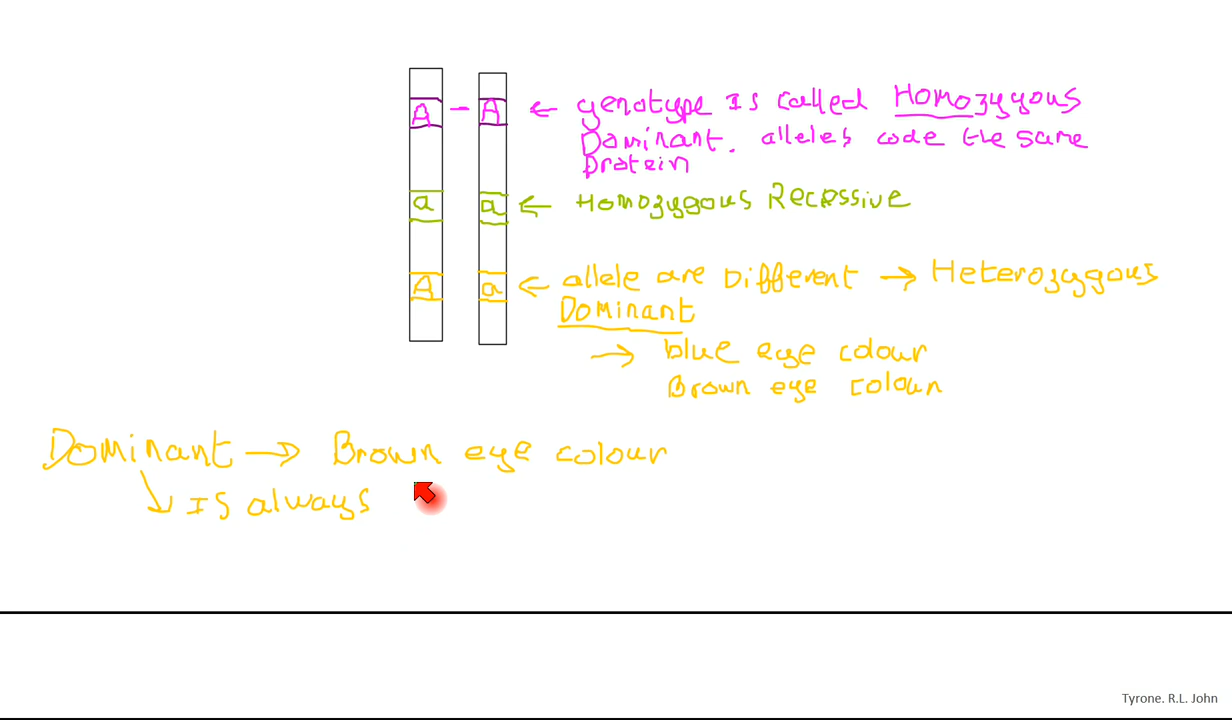 A - A ← genotype Is called Homozygous
Dominant. alleles code the same
Protein
a a ← Homozygous Recessive
A a ← allele are Different → Heterozygous
Dominant
→ blue eye colour
Brown eye colour
Dominant → Brown eye colour
↓ Is always
Tyrone. R.L. John